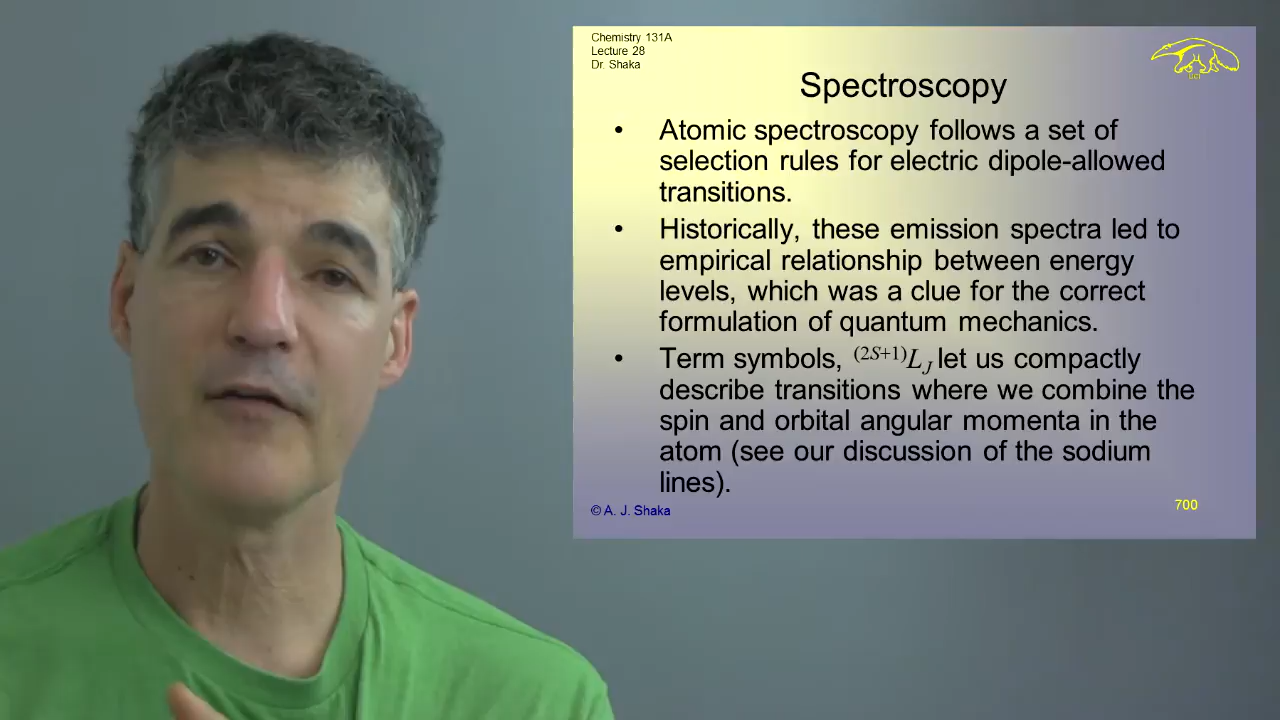 Chemistry 131A
Lecture 28
Dr. Shaka
UCI
Spectroscopy
• Atomic spectroscopy follows a set of
selection rules for electric dipole-allowed
transitions.
• Historically, these emission spectra led to
empirical relationship between energy
levels, which was a clue for the correct
formulation of quantum mechanics.
• Term symbols, (2S+1)LJ let us compactly
describe transitions where we combine the
spin and orbital angular momenta in the
atom (see our discussion of the sodium
lines).
© A. J. Shaka
700